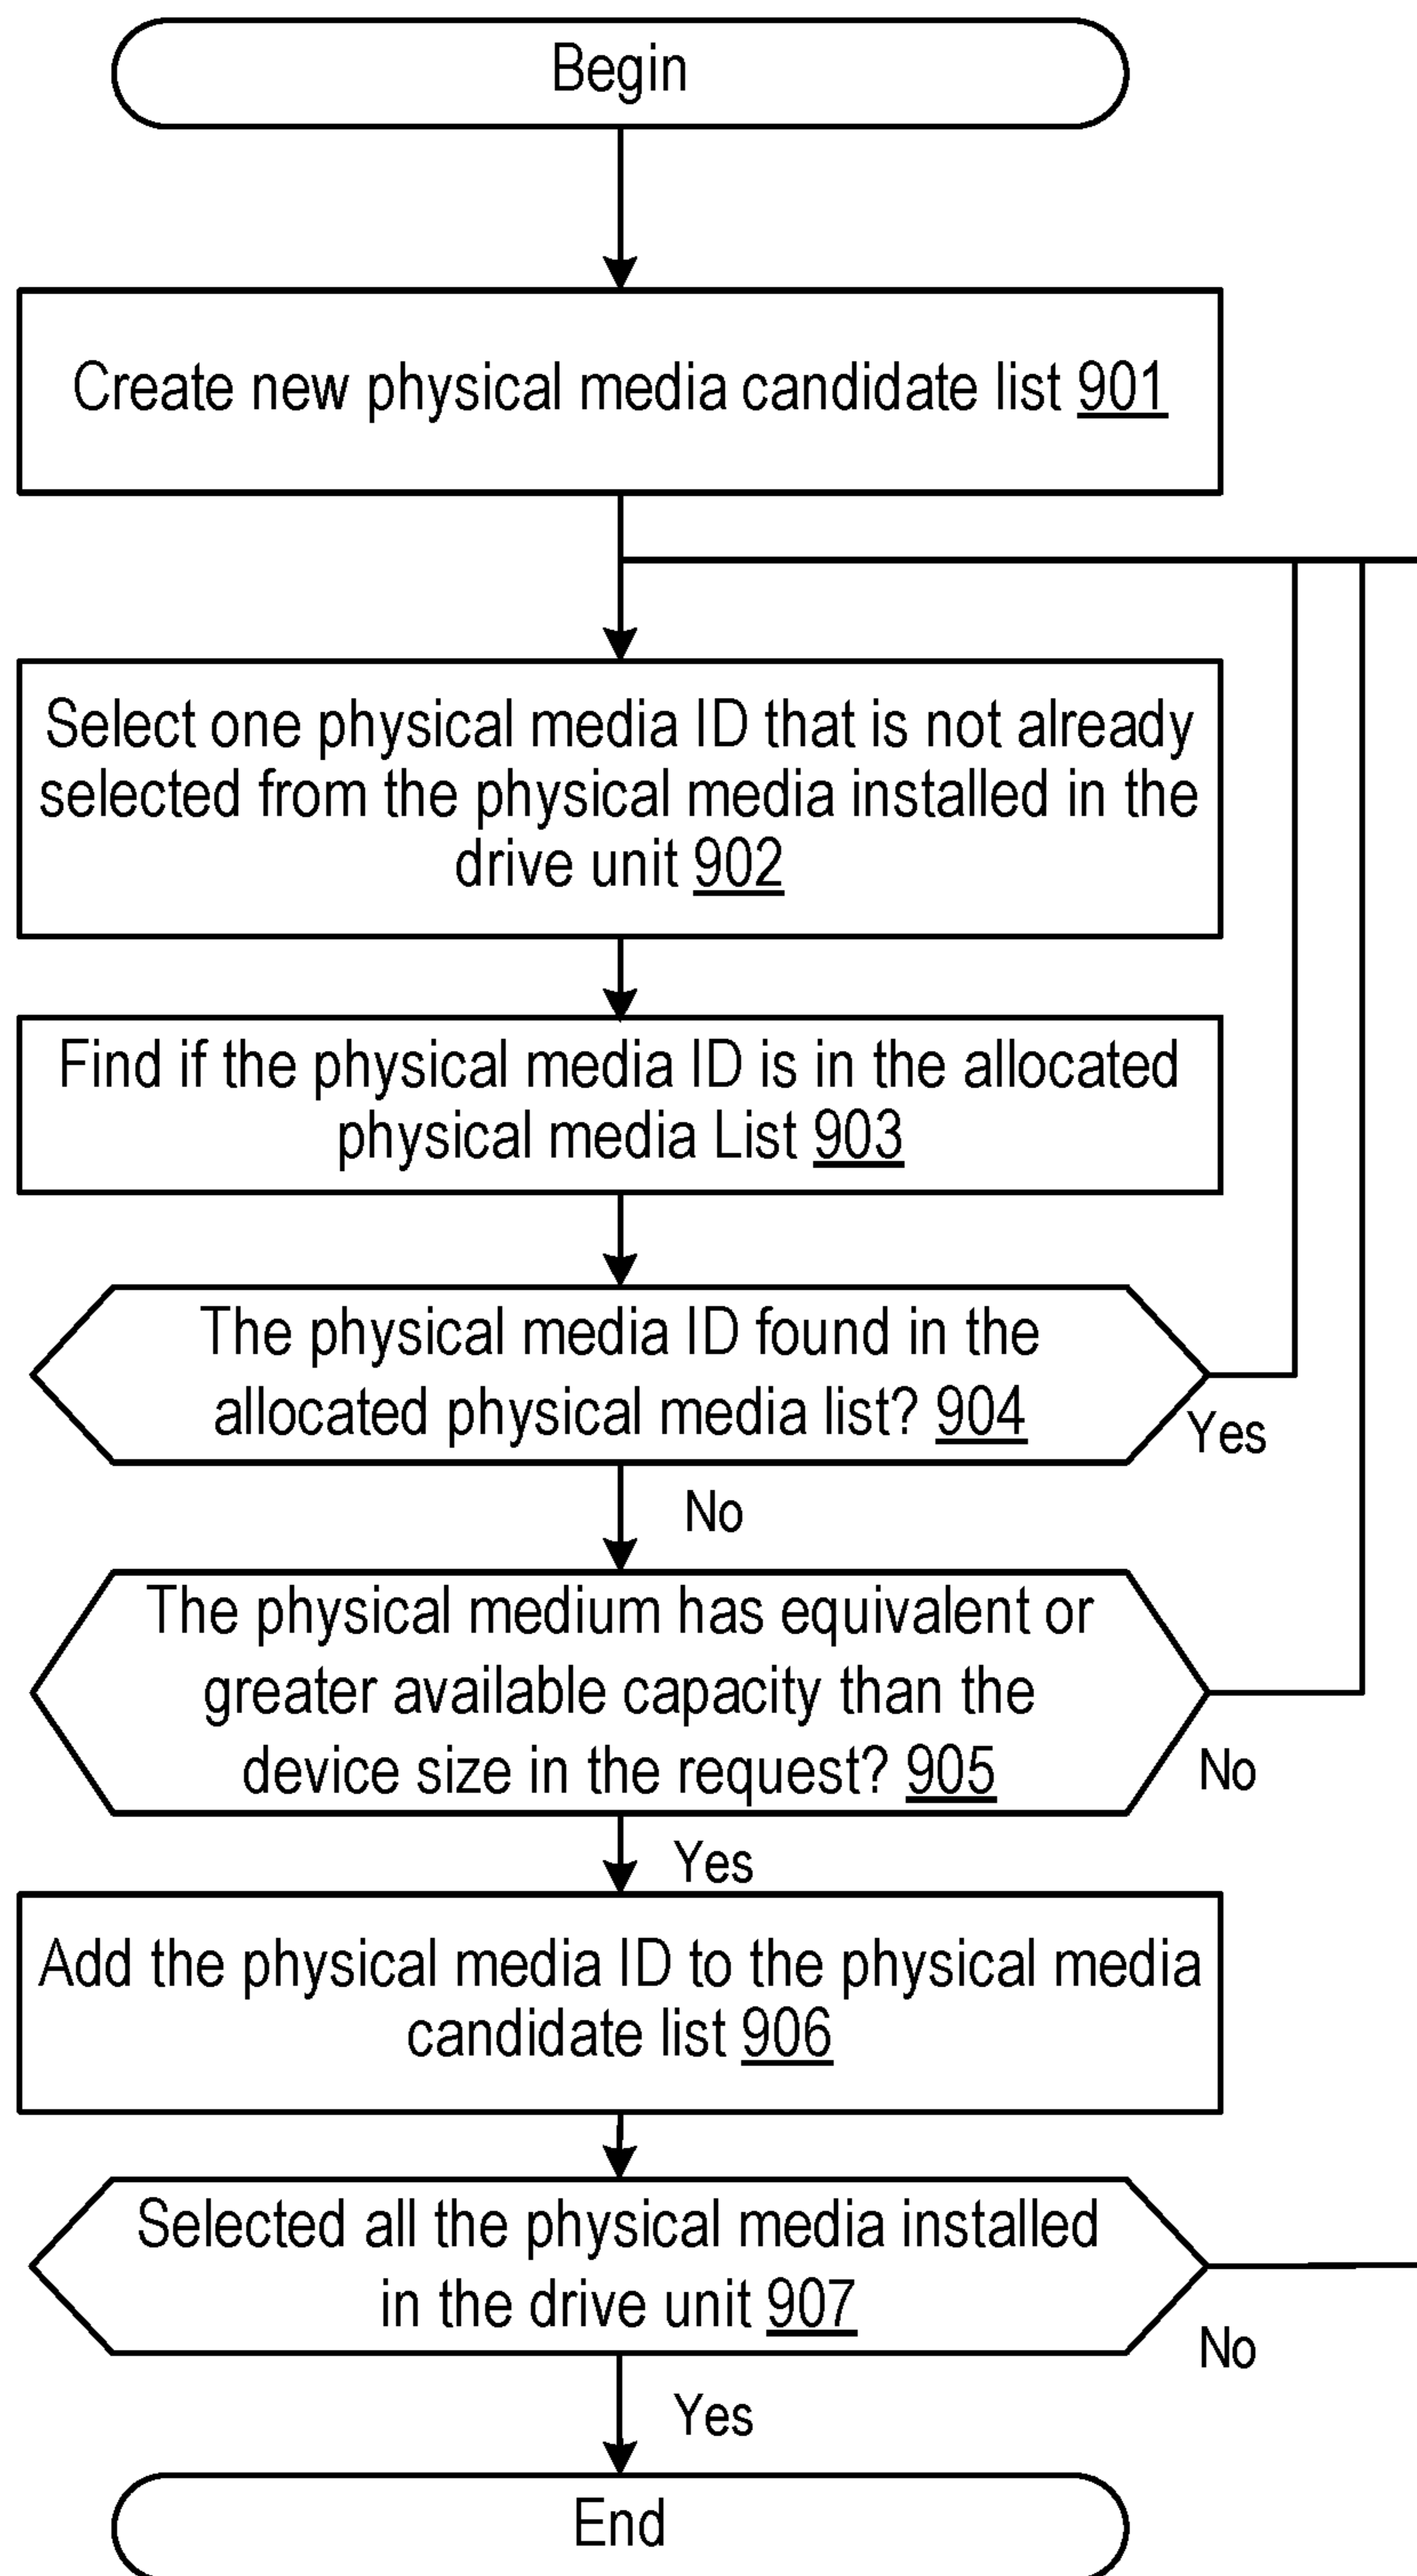 Begin
Create new physical media candidate list 901
Select one physical media ID that is not already
selected from the physical media installed in the
drive unit 902
Find if the physical media ID is in the allocated
physical media List 903
The physical media ID found in the
allocated physical media list? 904
Yes
No
The physical medium has equivalent or
greater available capacity than the
device size in the request? 905
No
Yes
Add the physical media ID to the physical media
candidate list 906
Selected all the physical media installed
in the drive unit 907
No
Yes
End